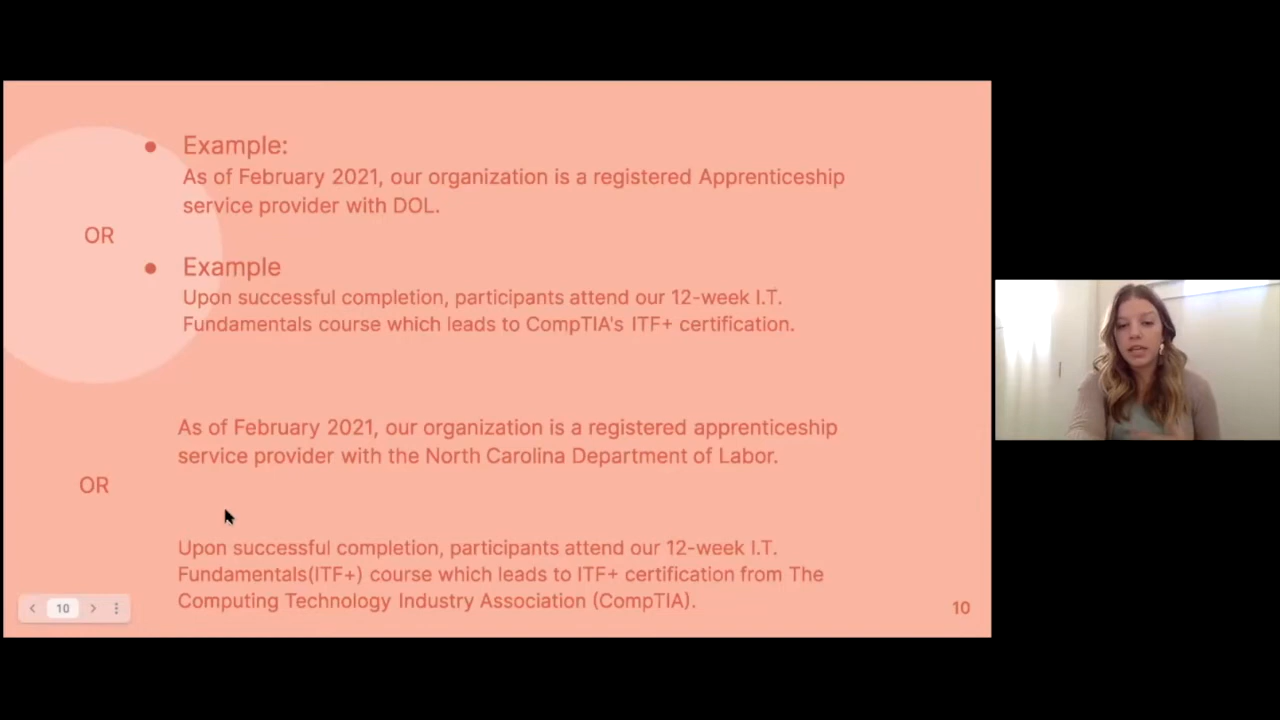 Example:
As of February 2021, our organization is a registered Apprenticeship
service provider with DOL.
OR
Example
Upon successful completion, participants attend our 12-week I.T.
Fundamentals course which leads to CompTIA's ITF+ certification.
As of February 2021, our organization is a registered apprenticeship
service provider with the North Carolina Department of Labor.
OR
Upon successful completion, participants attend our 12-week I.T.
Fundamentals(ITF+) course which leads to ITF+ certification from The
Computing Technology Industry Association (CompTIA).
10
10